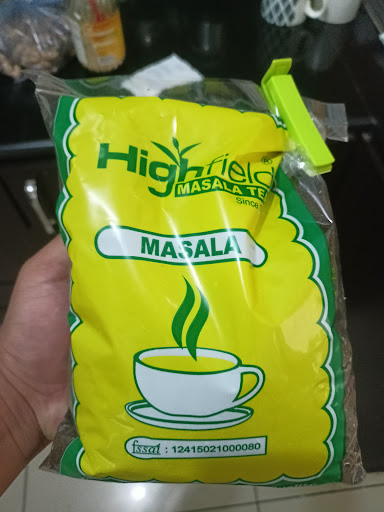 Highfield®
MASALA TE
Since
MASALA
fssai : 12415021000080